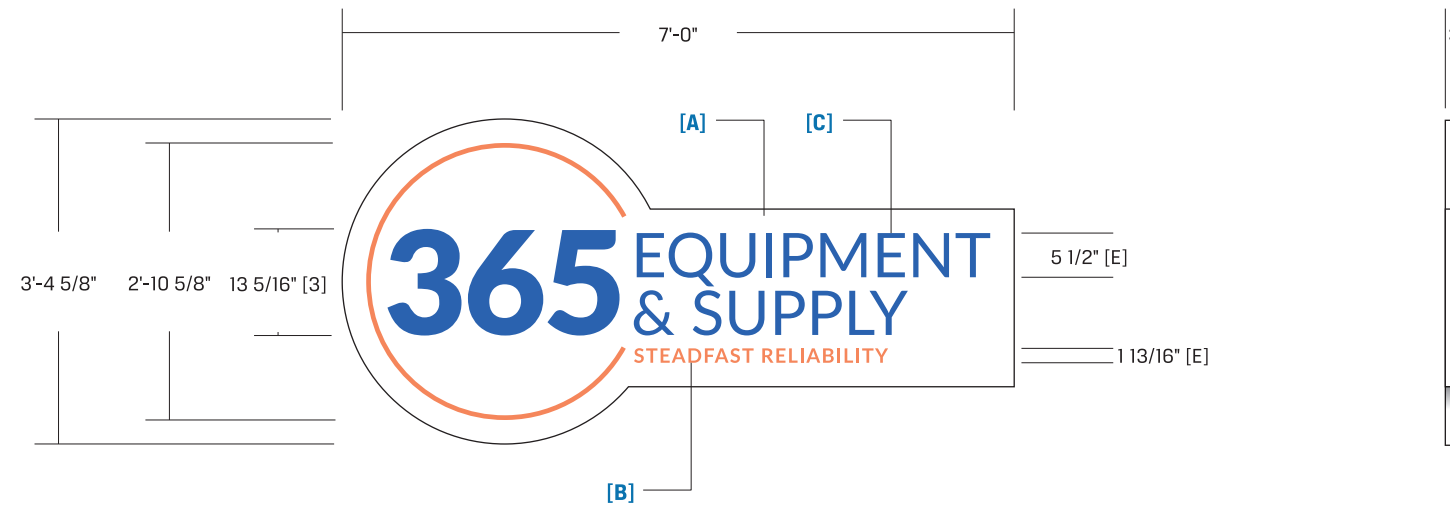 7'-0"
[A]
[C]
3'-4 5/8"
2'-10 5/8"
13 5/16" [3]
365
EQUIPMENT
& SUPPLY
STEADFAST RELIABILITY
5 1/2" [E]
1 13/16" [E]
[B]